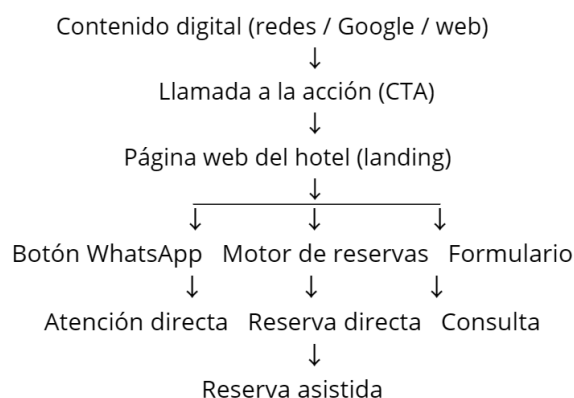 Contenido digital (redes / Google / web)
↓
Llamada a la acción (CTA)
↓
Página web del hotel (landing)
↓
↓ ↓ ↓
Botón WhatsApp Motor de reservas Formulario
↓ ↓ ↓
Atención directa Reserva directa Consulta
↓
Reserva asistida